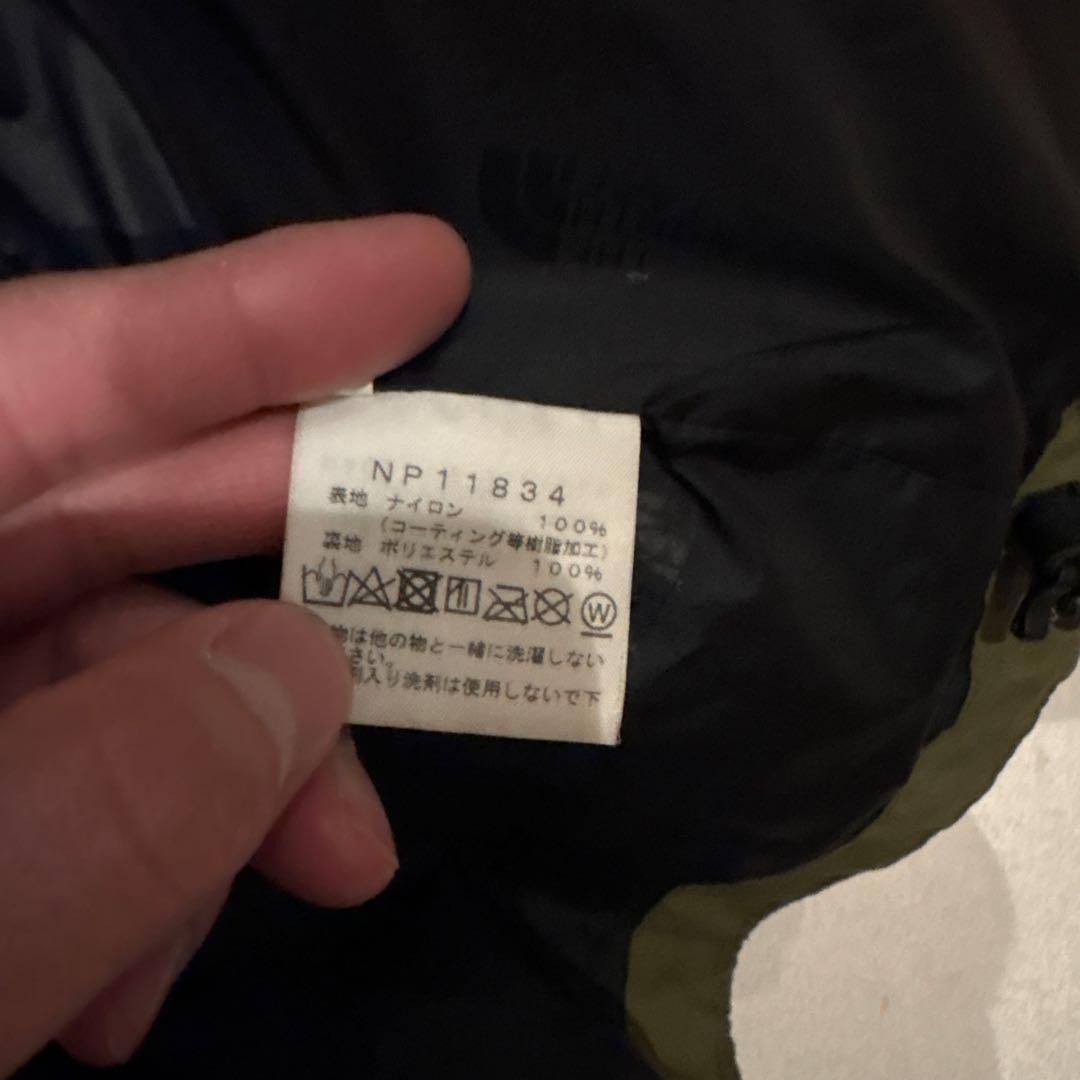 NP11834
表地 ナイロン 100%
(コーティング等樹脂加工)
裏地 ポリエステル 100%
W
物は他の物と一緒に洗濯しない
さい。
剤入り洗剤は使用しないで下